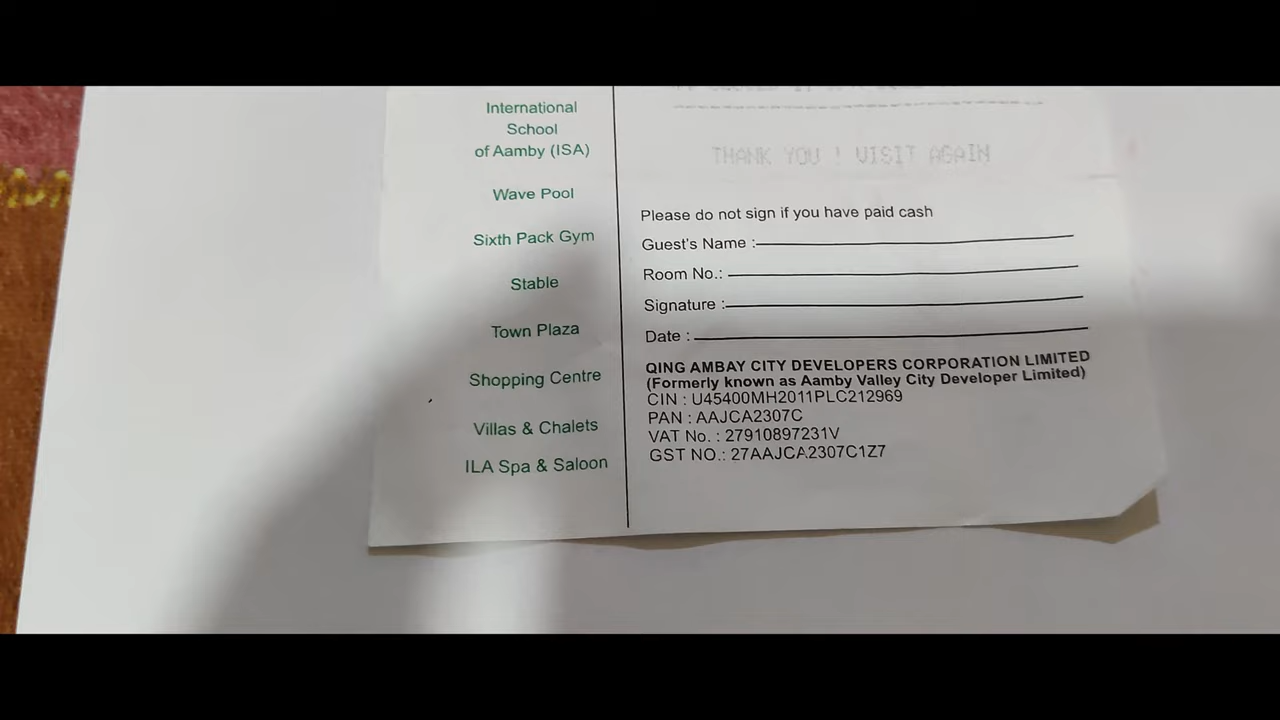 International
School
of Aamby (ISA)
Wave Pool
Sixth Pack Gym
Stable
Town Plaza
Shopping Centre
Villas & Chalets
ILA Spa & Saloon
THANK YOU ! VISIT AGAIN
Please do not sign if you have paid cash
Guest's Name :
Room No.:
Signature :
Date :
QING AMBAY CITY DEVELOPERS CORPORATION LIMITED
(Formerly known as Aamby Valley City Developer Limited)
CIN : U45400MH2011PLC212969
PAN : AAJCA2307C
VAT No. : 27910897231V
GST NO.: 27AAJCA2307C1Z7